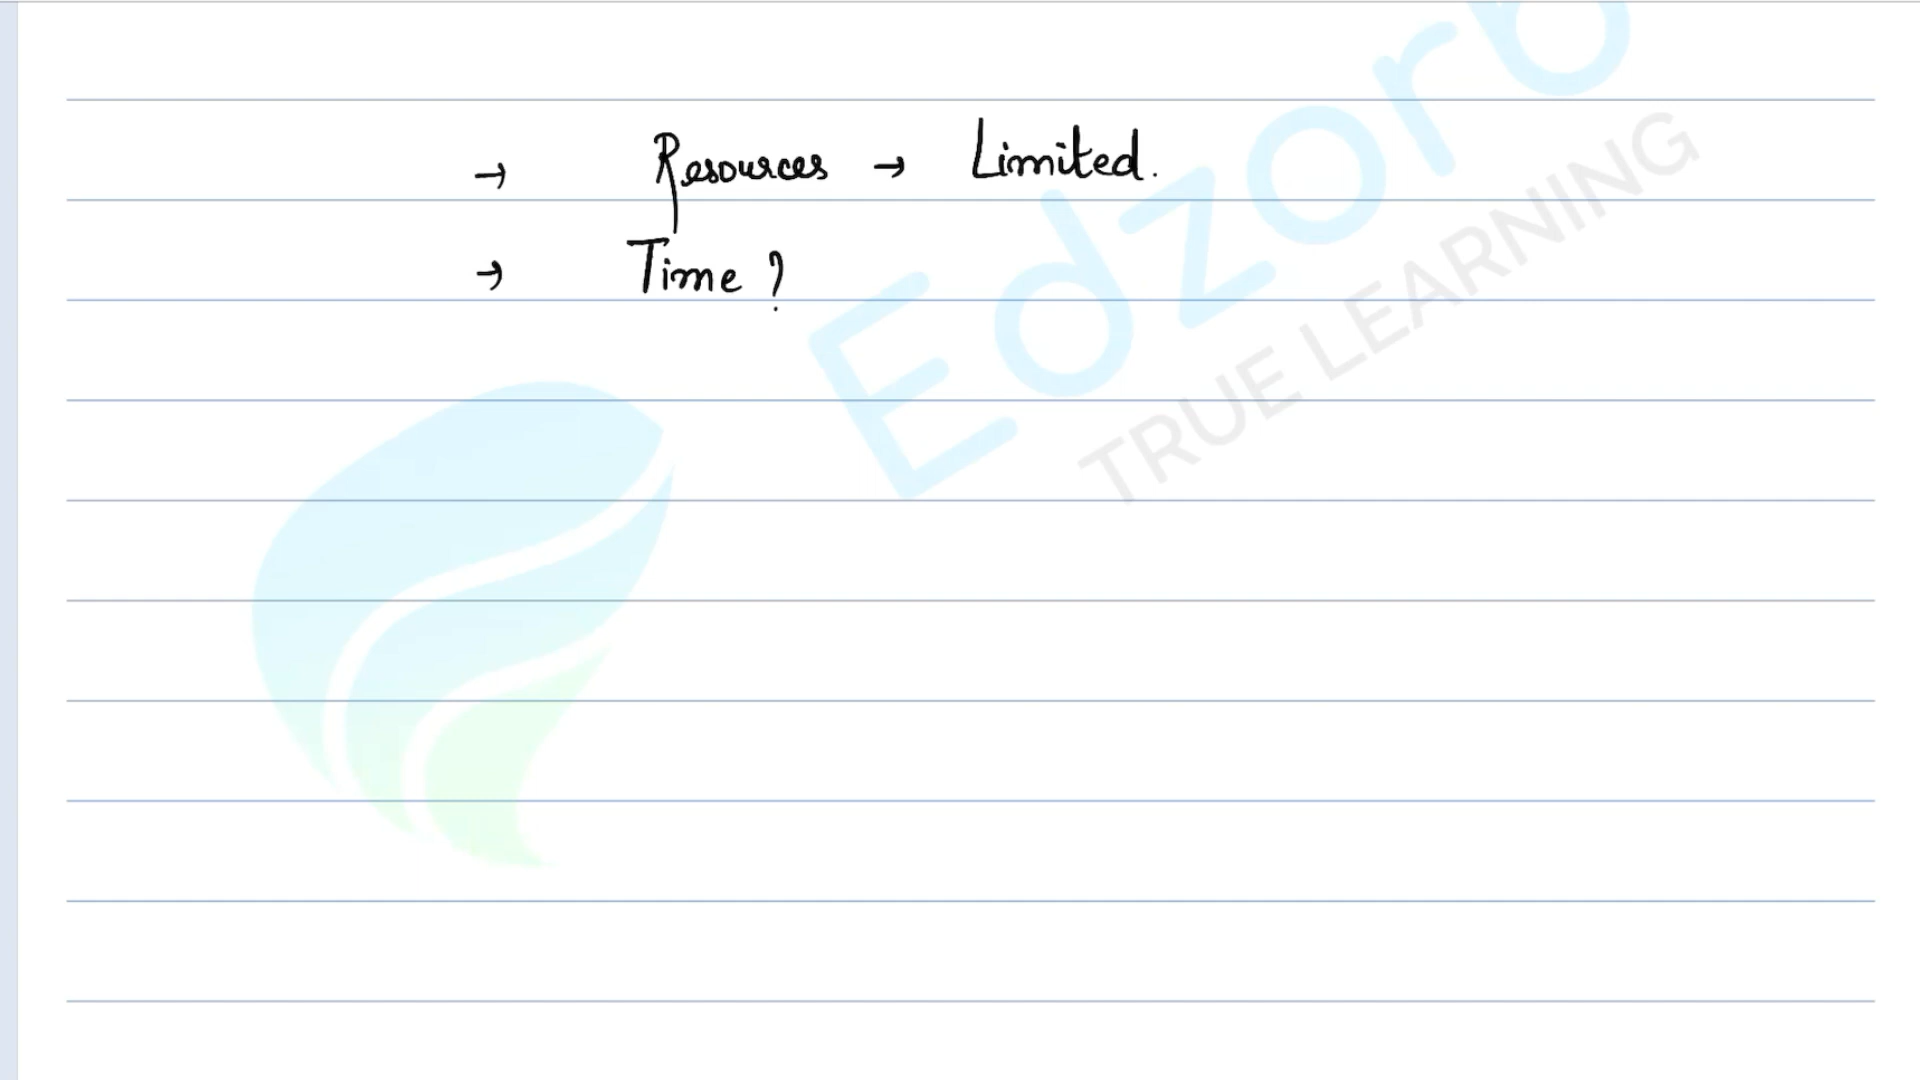 → Resources → Limited.
→ Time ?
Edzorb
TRUE LEARNING